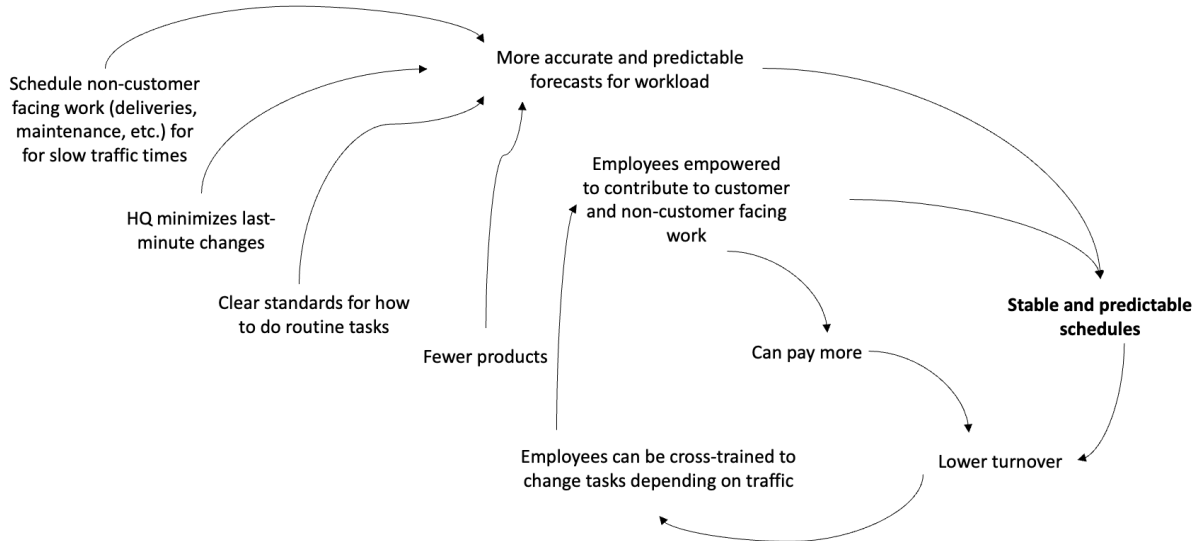 More accurate and predictable
forecasts for workload
Schedule non-customer
facing work (deliveries,
maintenance, etc.) for
for slow traffic times
Employees empowered
to contribute to customer
and non-customer facing
work
HQ minimizes last-
minute changes
Clear standards for how
to do routine tasks
Stable and predictable
schedules
Fewer products
Can pay more
Employees can be cross-trained to
change tasks depending on traffic
Lower turnover